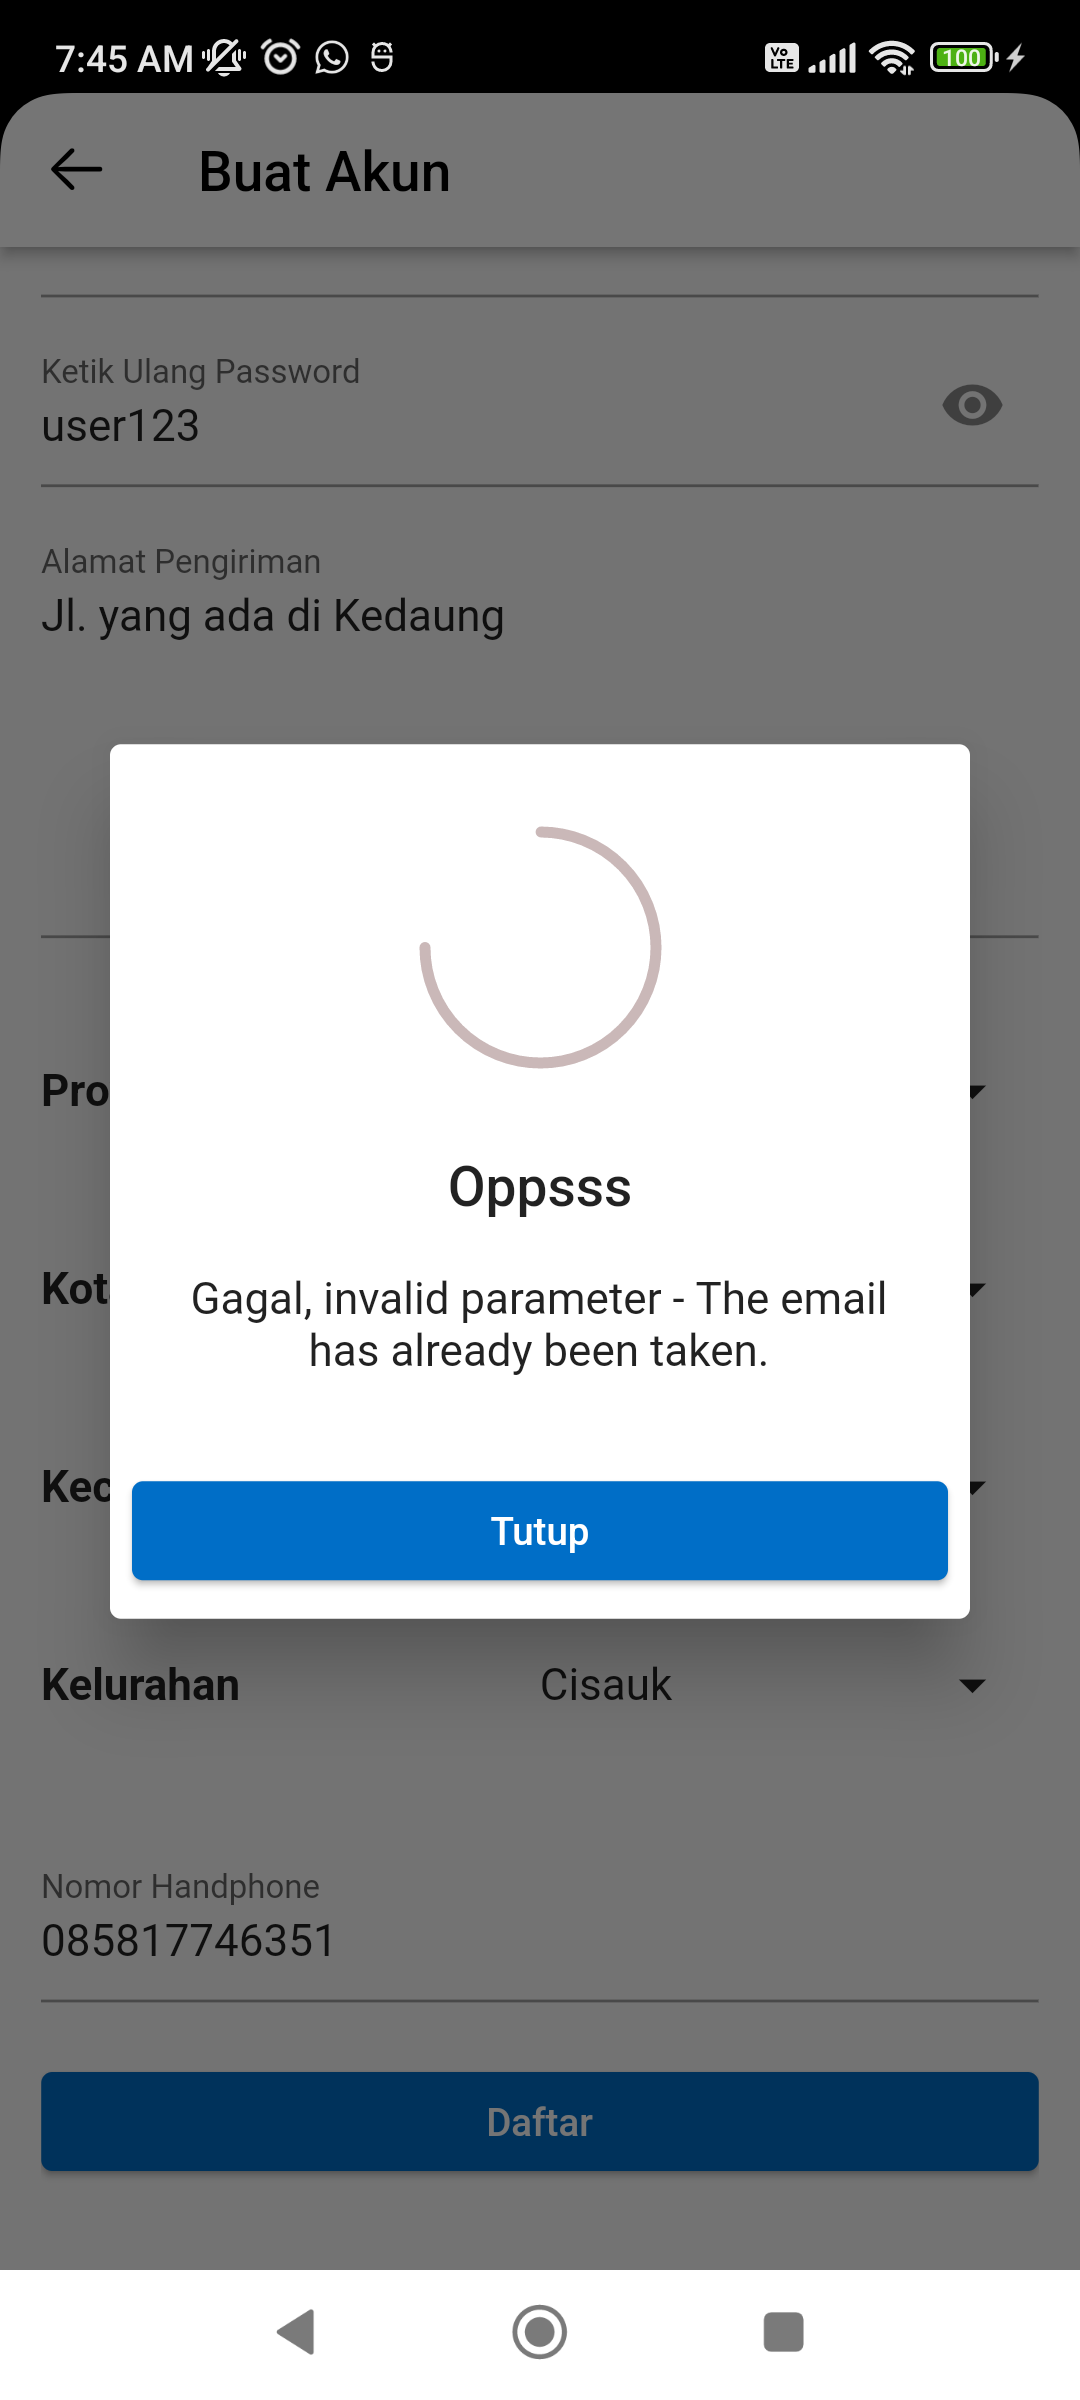 7:45 AM
Vo LTE
100
Buat Akun
Ketik Ulang Password
user123
Alamat Pengiriman
Jl. yang ada di Kedaung
Pro
Oppsss
Kot
Gagal, invalid parameter - The email
has already been taken.
Kec
Tutup
Kelurahan Cisauk
Nomor Handphone
085817746351
Daftar